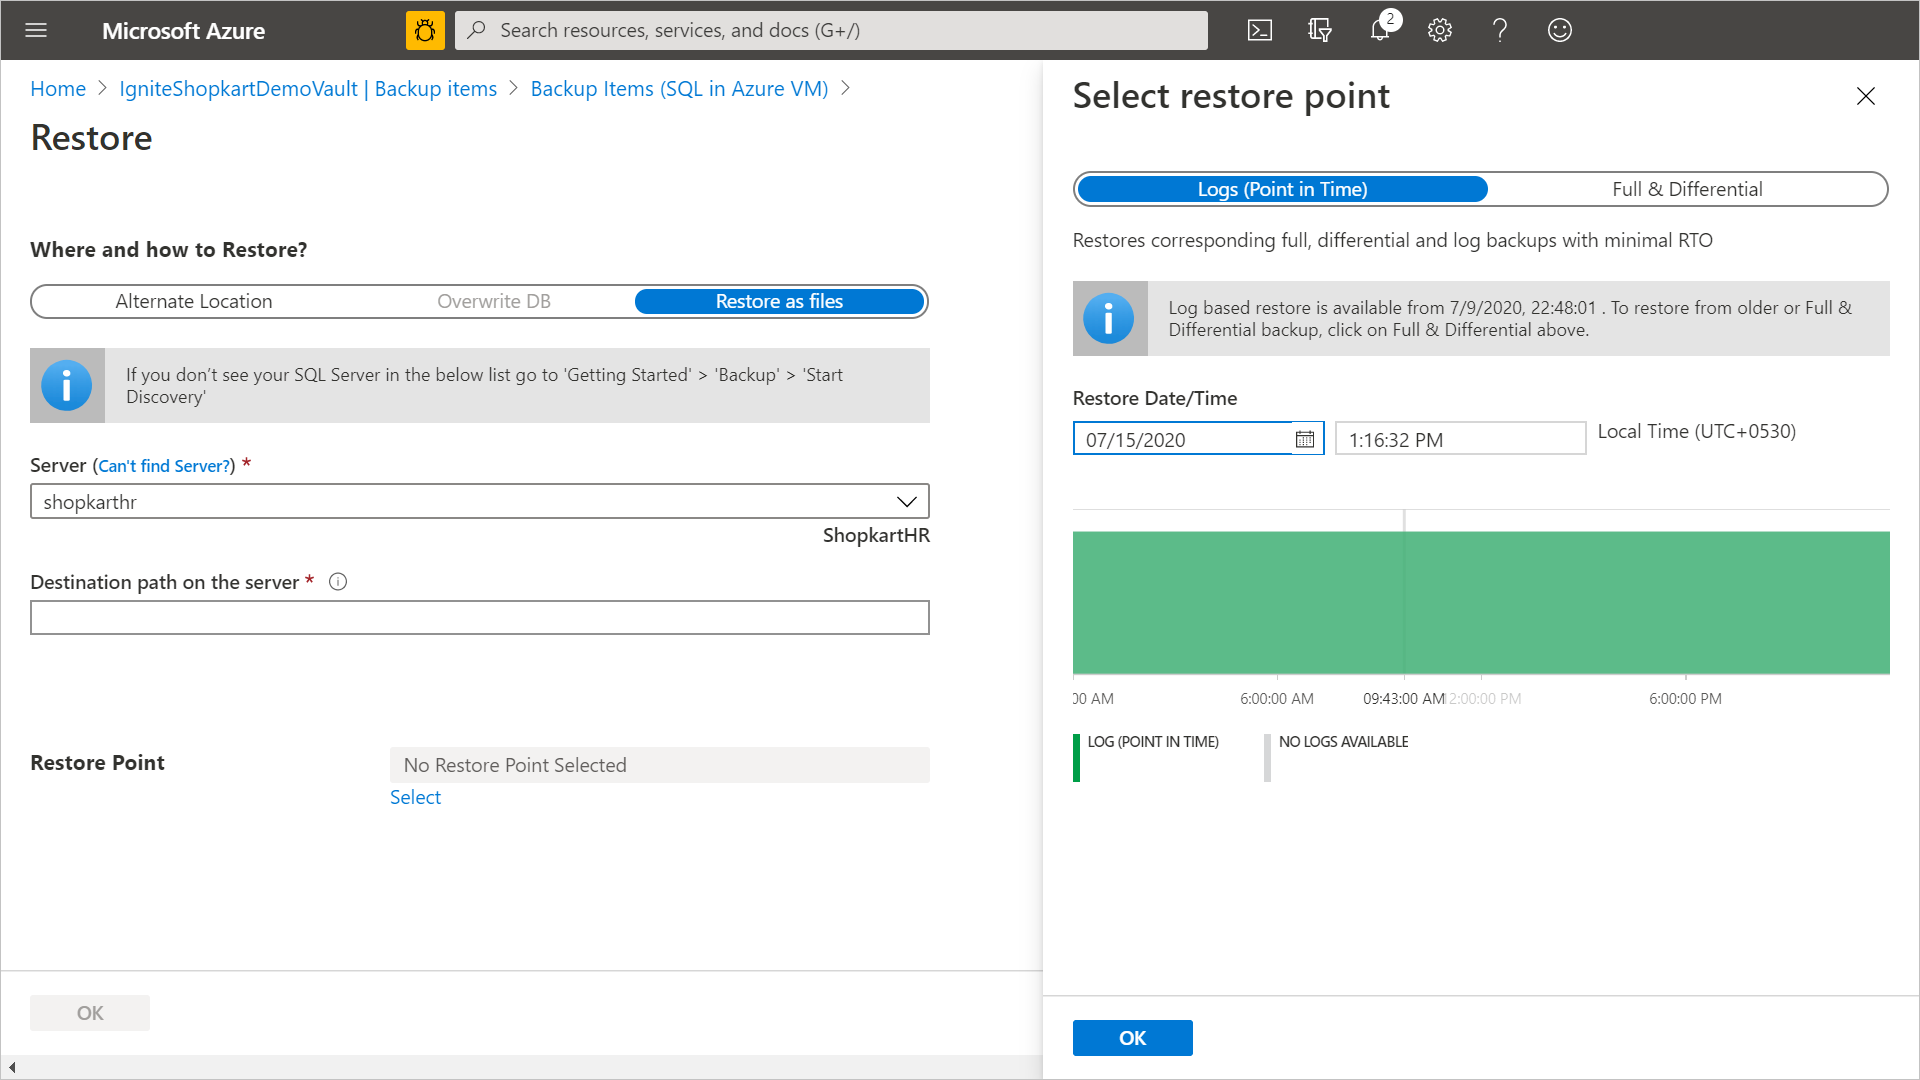 Microsoft Azure
Search resources, services, and docs (G+/)
2
Home > IgniteShopkartDemoVault | Backup items > Backup Items (SQL in Azure VM) >
Restore
Where and how to Restore?
Alternate Location
Overwrite DB
Restore as files
If you don’t see your SQL Server in the below list go to 'Getting Started' > 'Backup' > 'Start
Discovery'
Server (Can't find Server?) *
shopkarthr
ShopkartHR
Destination path on the server *
Restore Point
No Restore Point Selected
Select
OK
Select restore point
Logs (Point in Time)
Full & Differential
Restores corresponding full, differential and log backups with minimal RTO
Log based restore is available from 7/9/2020, 22:48:01 . To restore from older or Full &
Differential backup, click on Full & Differential above.
Restore Date/Time
07/15/2020
1:16:32 PM
Local Time (UTC+0530)
00 AM
6:00:00 AM
09:43:00 AM
2:00:00 PM
6:00:00 PM
LOG (POINT IN TIME)
NO LOGS AVAILABLE
OK